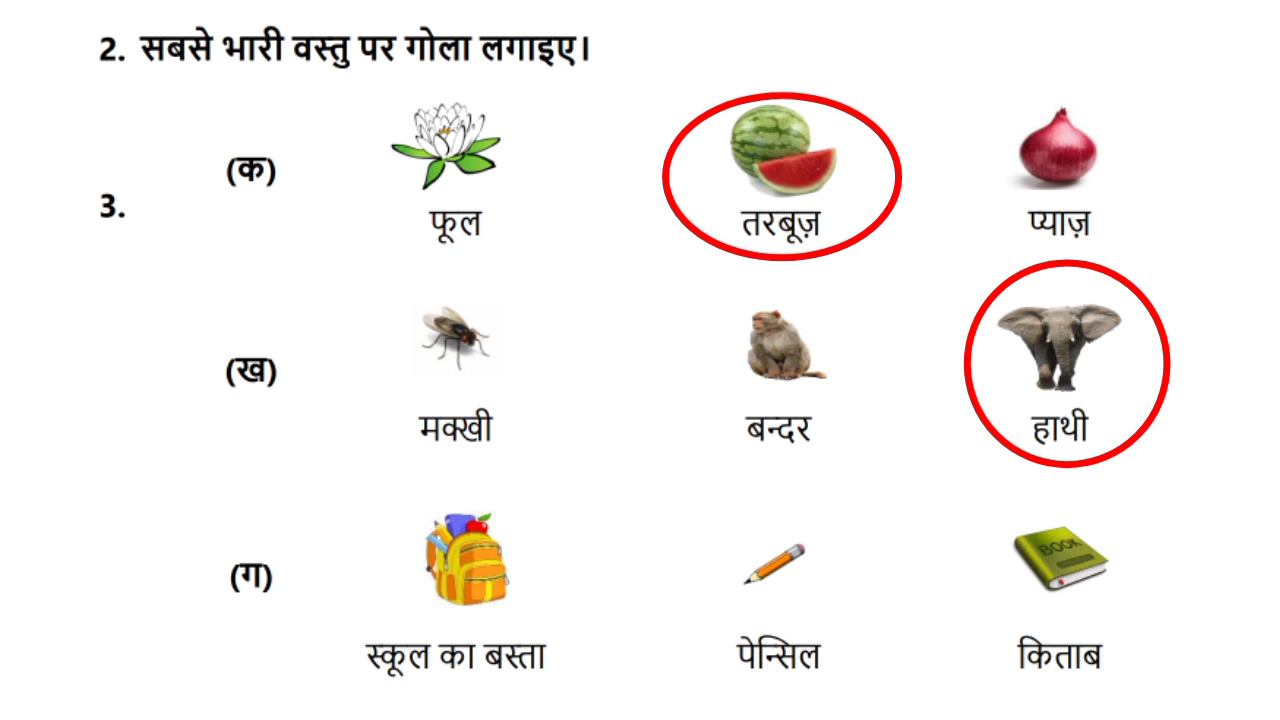 2. सबसे भारी वस्तु पर गोला लगाइए।
(क)
3.
फूल तरबूज़ प्याज़
(ख)
मक्खी बन्दर हाथी
BOOK
(ग)
स्कूल का बस्ता पेन्सिल किताब